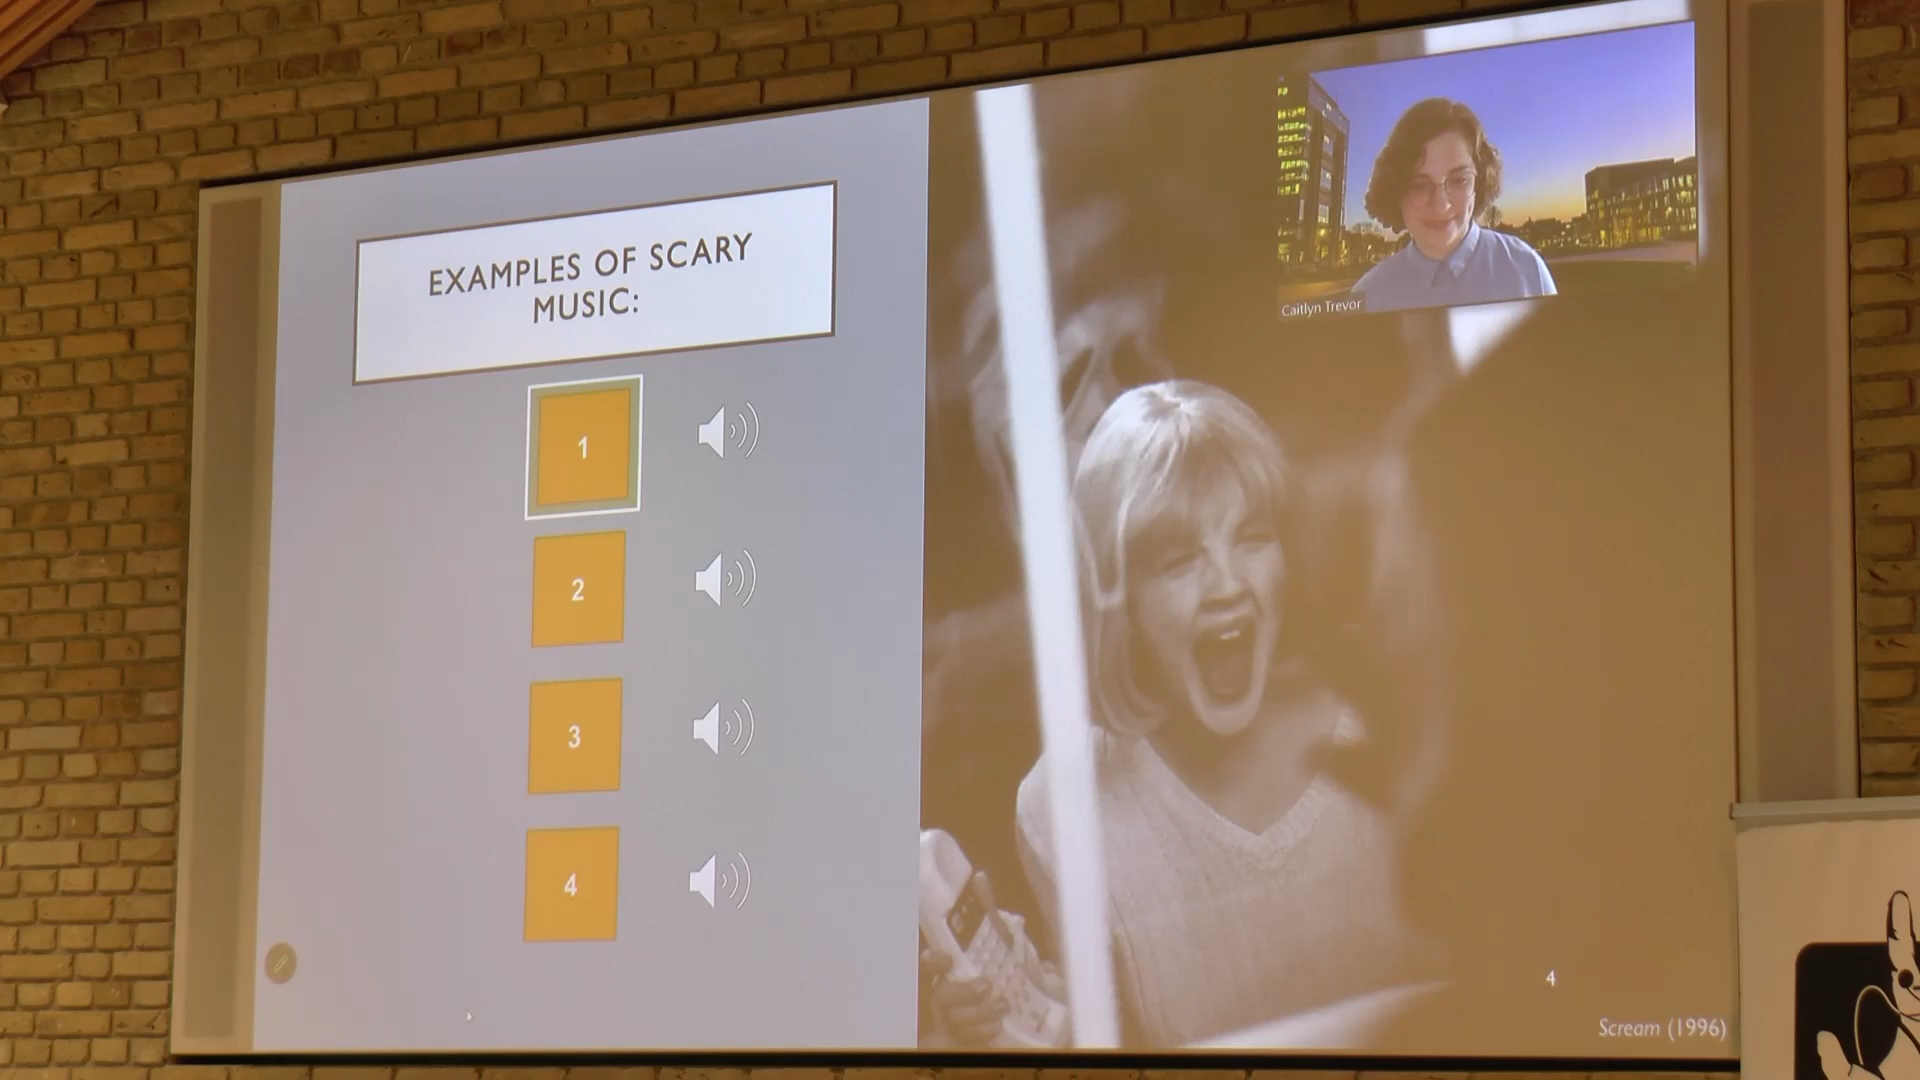 EXAMPLES OF SCARY
MUSIC:
1
2
3
4
Caitlyn Trevor
4
Scream (1996)